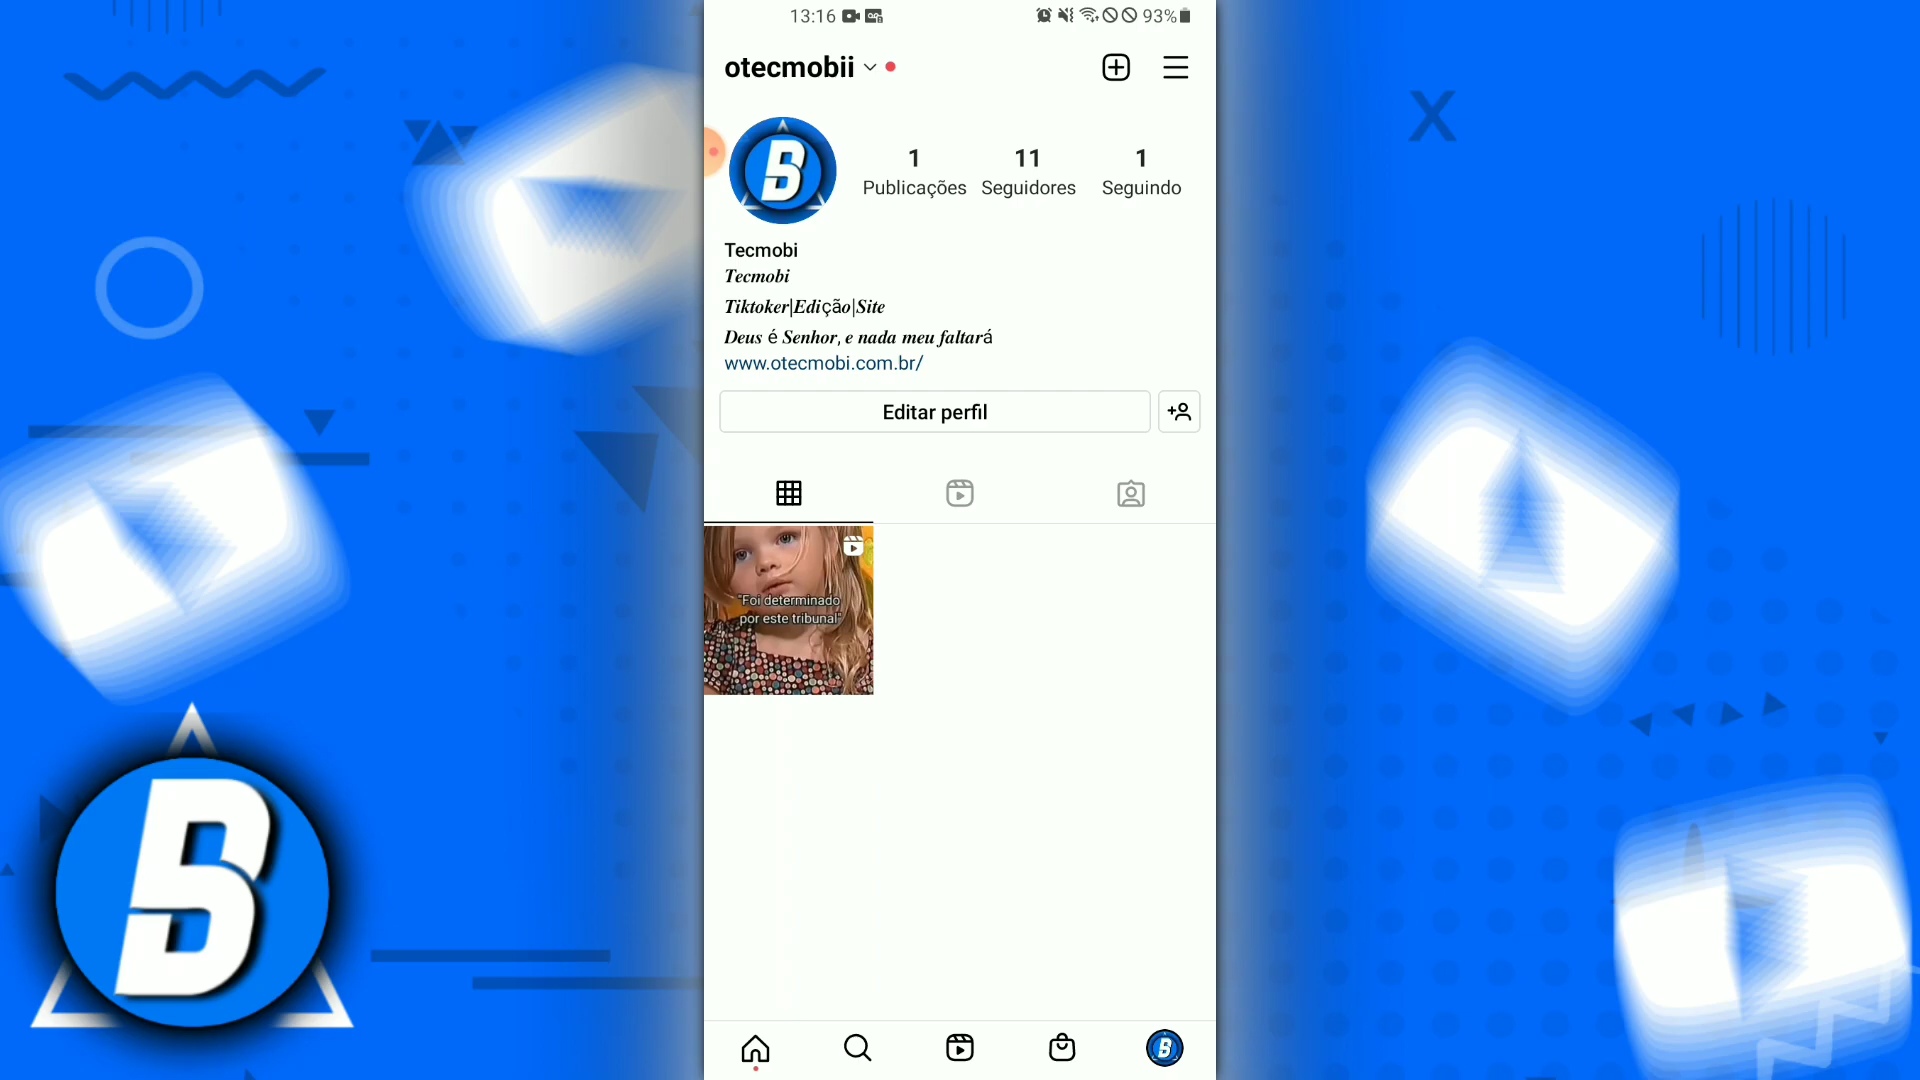 13:16 93%
otecmobii
1 11 1
Publicações Seguidores Seguindo
Tecmobi
Tecmobi
Tiktoker|Edição|Site
Deus é Senhor, e nada meu faltará
www.otecmobi.com.br/
Editar perfil
"Foi determinado
por este tribunal"
X
B
B
B